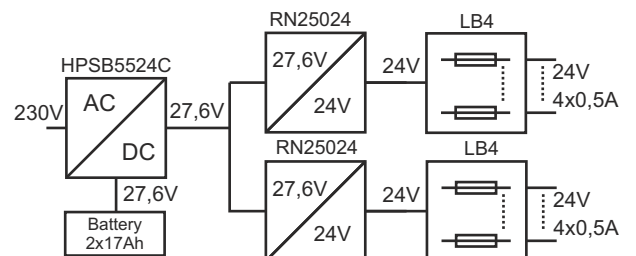 RN25024
LB4
HPSB5524C
27,6V
24V
24V
24V
4x0,5A
230V
AC
DC
27,6V
27,6V
Battery
2x17Ah
RN25024
LB4
27,6V
24V
24V
24V
4x0,5A